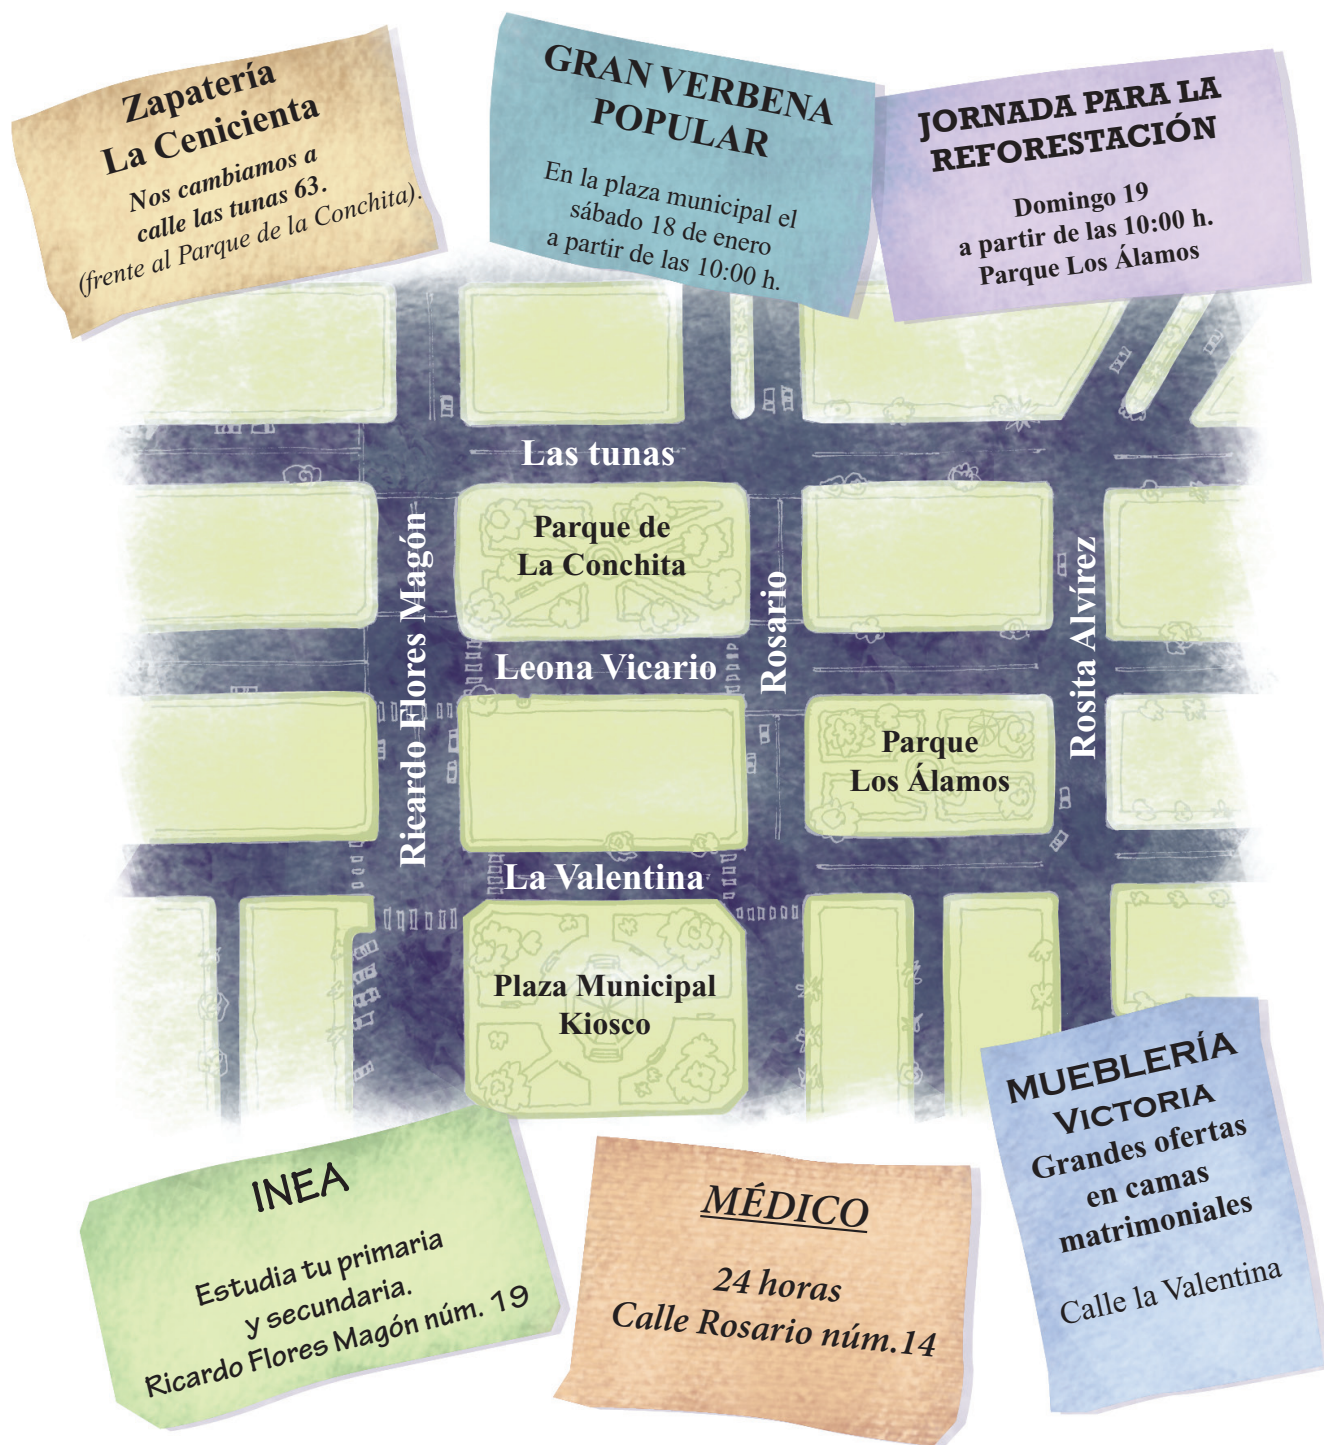 Zapatería
La Cenicienta
Nos cambiamos a
calle las tunas 63.
(frente al Parque de la Conchita).
GRAN VERBENA
POPULAR
En la plaza municipal el
sábado 18 de enero
a partir de las 10:00 h.
JORNADA PARA LA
REFORESTACIÓN
Domingo 19
a partir de las 10:00 h.
Parque Los Álamos
Las tunas
Parque de
La Conchita
Ricardo Flores Magón
Rosario
Rosita Alvírez
Leona Vicario
Parque
Los Álamos
La Valentina
Plaza Municipal
Kiosco
INEA
Estudia tu primaria
y secundaria.
Ricardo Flores Magón núm. 19
MÉDICO
24 horas
Calle Rosario núm.14
MUEBLERÍA
VICTORIA
Grandes ofertas
en camas
matrimoniales
Calle la Valentina